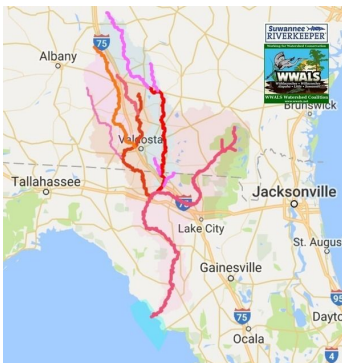 Suwannee
RIVERKEEPER
WWALS
WWALS Watershed Coalition
75
Albany
Brunswick
Valdosta
Tallahassee
75
Jacksonville
Lake City
St. Augus
Gainesville
75
95
Dayto
Ocala
4